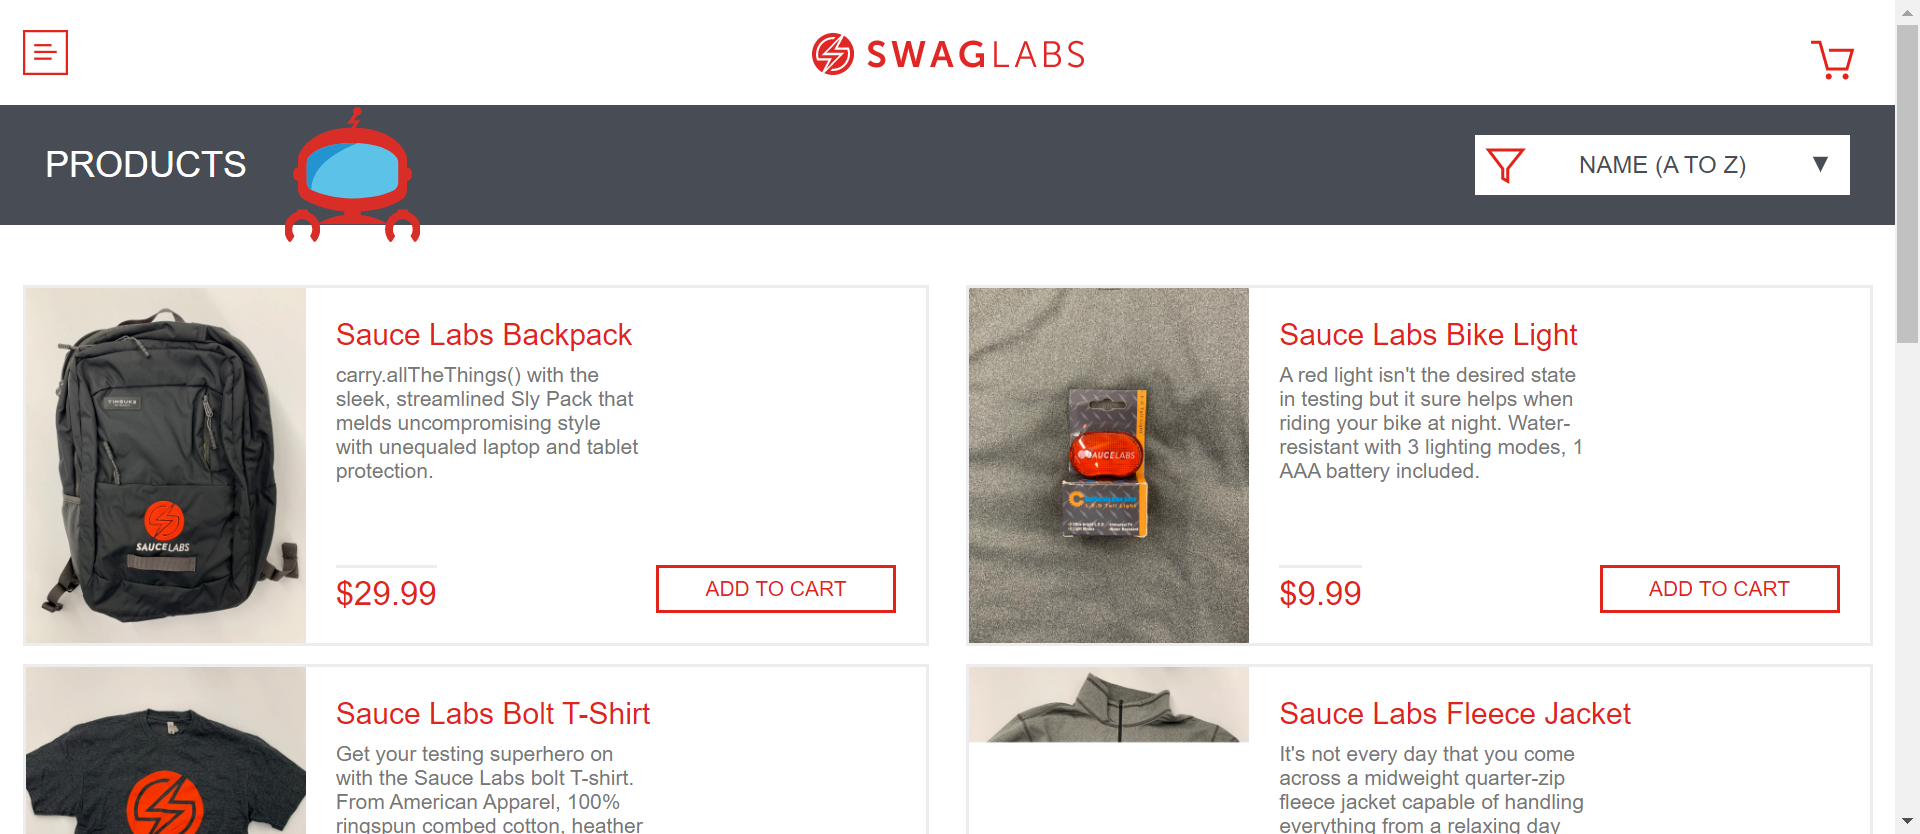 SWAGLABS
PRODUCTS
NAME (A TO Z)
Sauce Labs Backpack
carry.allTheThings() with the
sleek, streamlined Sly Pack that
melds uncompromising style
with unequaled laptop and tablet
protection.
$29.99
ADD TO CART
TIMBUK2
SAUCELABS
Sauce Labs Bike Light
A red light isn't the desired state
in testing but it sure helps when
riding your bike at night. Water-
resistant with 3 lighting modes, 1
AAA battery included.
$9.99
ADD TO CART
SAUCELABS
L.E.D Tail Light
Sauce Labs Bolt T-Shirt
Get your testing superhero on
with the Sauce Labs bolt T-shirt.
From American Apparel, 100%
ringspun combed cotton, heather
Sauce Labs Fleece Jacket
It's not every day that you come
across a midweight quarter-zip
fleece jacket capable of handling
everything from a relaxing day